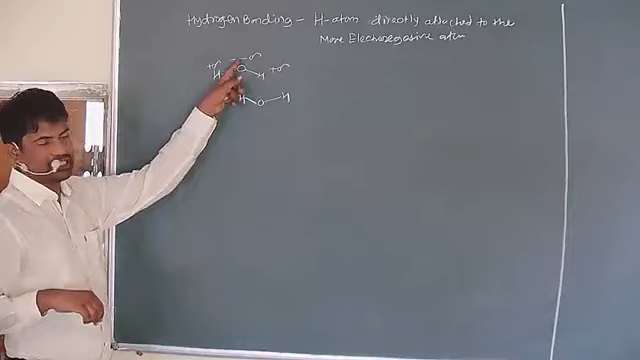 Hydrogen Bonding - H-atom directly attached to the
More Electronegative atom
+δ -δ
H O H +δ
H O H